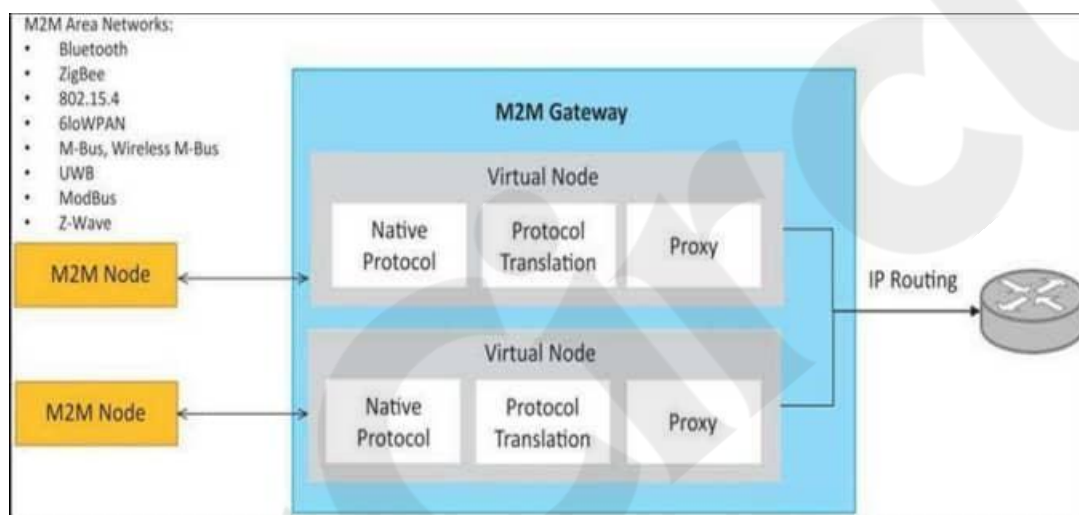 M2M Area Networks:
• Bluetooth
• ZigBee
• 802.15.4
• 6loWPAN
• M-Bus, Wireless M-Bus
• UWB
• ModBus
• Z-Wave
M2M Gateway
Virtual Node
Native
Protocol
Protocol
Translation
Proxy
M2M Node
IP Routing
Virtual Node
Native
Protocol
Protocol
Translation
Proxy
M2M Node